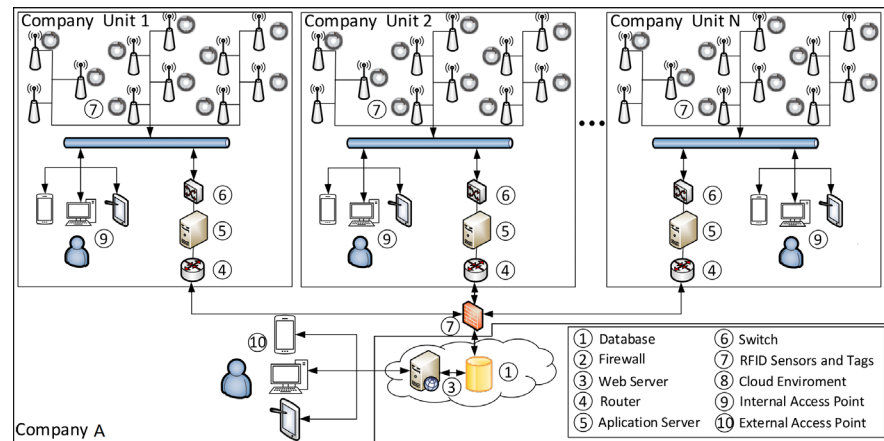 Company Unit 1
Company Unit 2
Company Unit N
7
7
7
...
6
6
6
9
5
9
5
5
9
4
4
4
7
10
3
1
Company A
1 Database
2 Firewall
3 Web Server
4 Router
5 Aplication Server
6 Switch
7 RFID Sensors and Tags
8 Cloud Enviroment
9 Internal Access Point
10 External Access Point